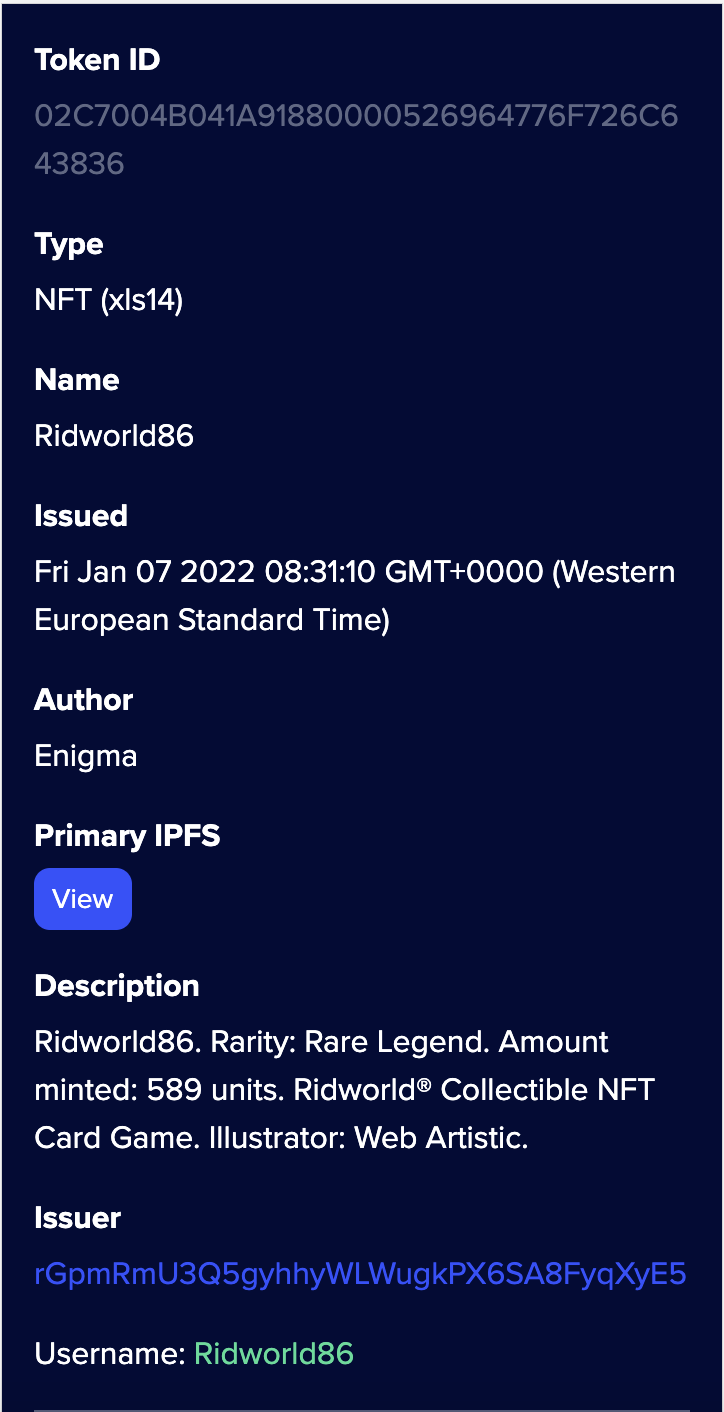 Token ID
02C7004B041A91880000526964776F726C6
43836
Type
NFT (xls14)
Name
Ridworld86
Issued
Fri Jan 07 2022 08:31:10 GMT+0000 (Western
European Standard Time)
Author
Enigma
Primary IPFS
View
Description
Ridworld86. Rarity: Rare Legend. Amount
minted: 589 units. Ridworld® Collectible NFT
Card Game. Illustrator: Web Artistic.
Issuer
rGpmRmU3Q5gyhhyWLWugkPX6SA8FyqXyE5
Username: Ridworld86